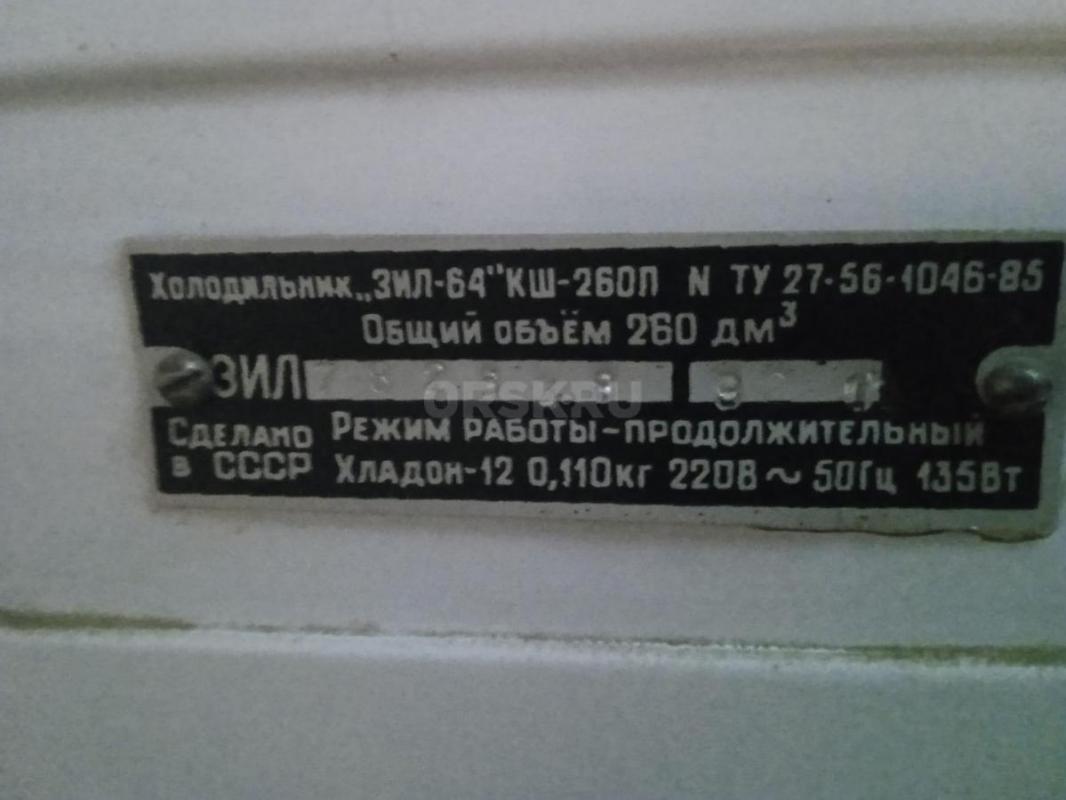 Холодильник „ЗИЛ-64" КШ-260П N ТУ 27-56-1046-85
Общий объём 260 дм³
ЗИЛ
ORSK.RU
Сделано в СССР
Режим работы-продолжительный
Хладон-12 0,110кг 220В ~ 50Гц 135Вт